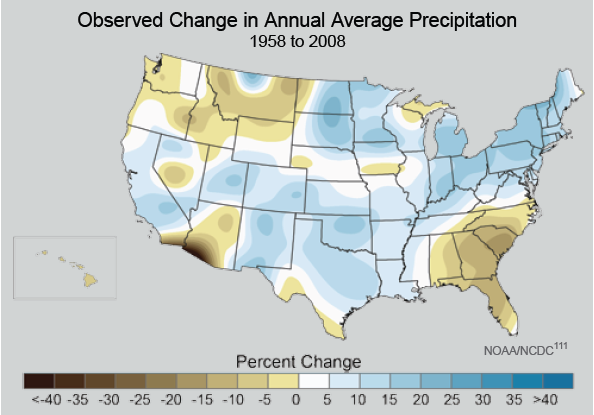 Observed Change in Annual Average Precipitation
1958 to 2008
NOAA/NCDC111
Percent Change
<-40 -35 -30 -25 -20 -15 -10 -5 0 5 10 15 20 25 30 35 >40